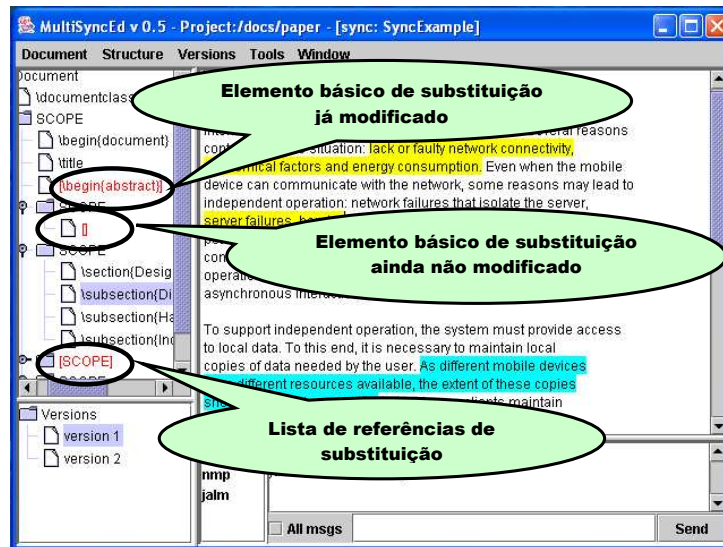 MultiSyncEd v 0.5 - Project:/docs/paper - [sync: SyncExample]
Document Structure Versions Tools Window
Document
\documentclass
SCOPE
\begin{document}
\title
[\begin{abstract}]
SCOPE
[]
SCOPE
\section{Desig
\subsection{Di
\subsection{Ha
\subsection{Ind
[SCOPE]
Versions
version 1
version 2
Elemento básico de substituição
já modificado
Elemento básico de substituição
ainda não modificado
Lista de referências de
substituição
several reasons
situation: lack or faulty network connectivity,
factors and energy consumption. Even when the mobile
device can communicate with the network, some reasons may lead to
independent operation: network failures that isolate the server,
server failures,
asynchronous
To support independent operation, the system must provide access
to local data. To this end, it is necessary to maintain local
copies of data needed by the user. As different mobile devices
different resources available, the extent of these copies
maintain
nmp
jalm
All msgs
Send